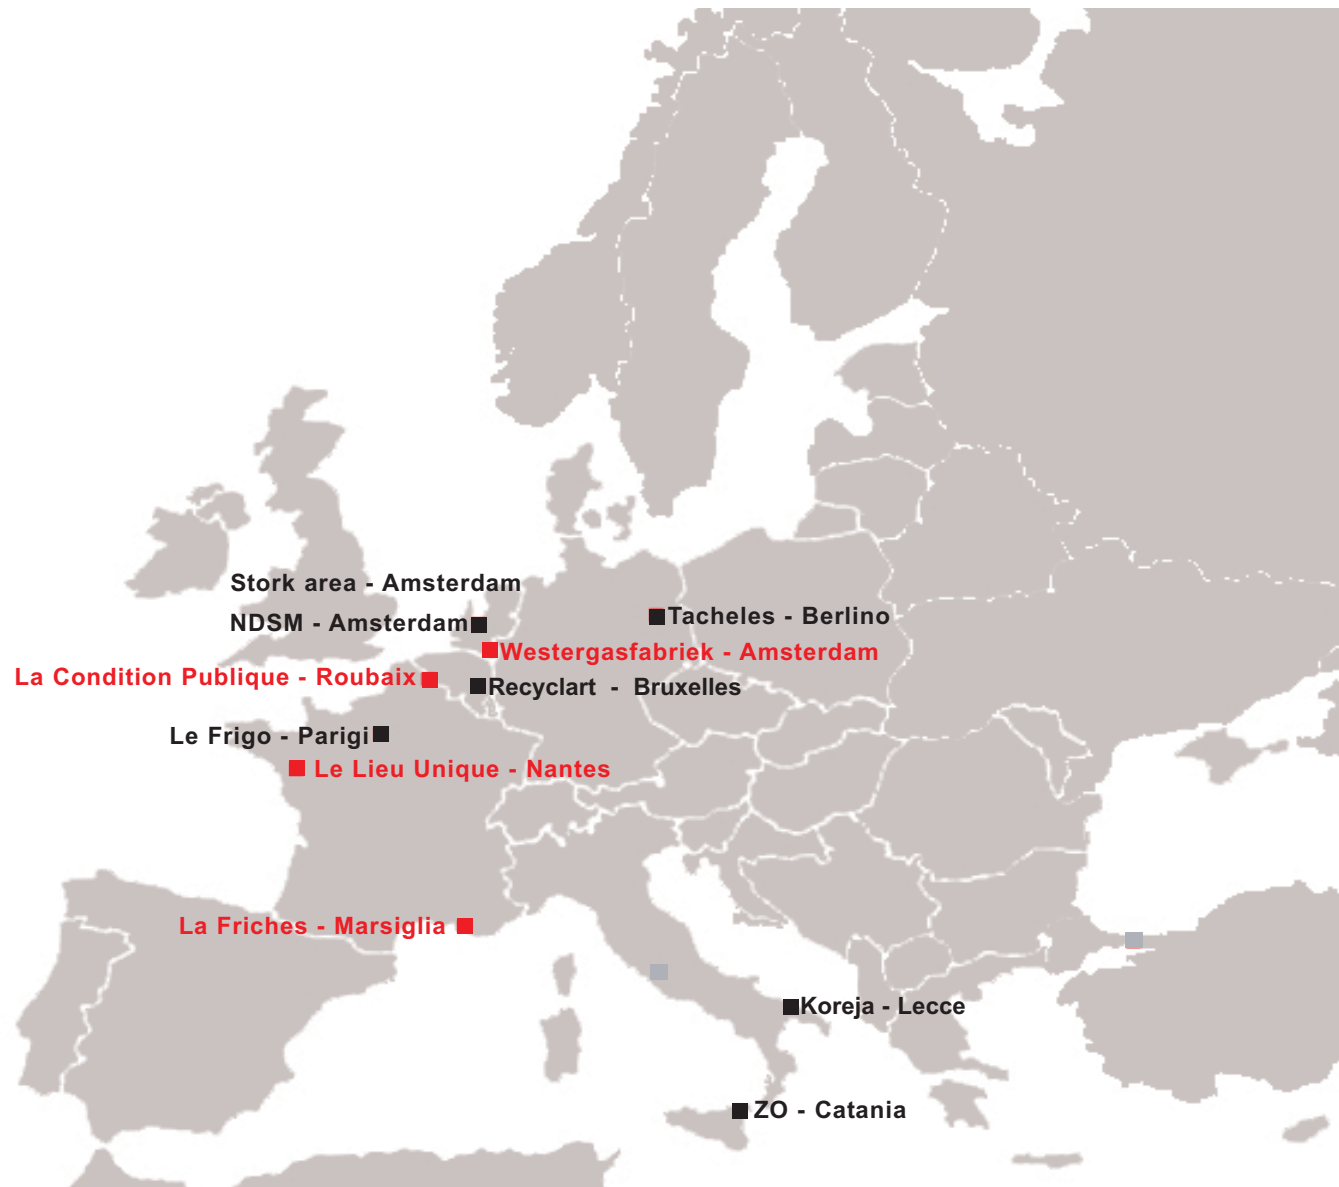 Stork area - Amsterdam
NDSM - Amsterdam
Tacheles - Berlino
Westergasfabriek - Amsterdam
La Condition Publique - Roubaix
Recyclart - Bruxelles
Le Frigo - Parigi
Le Lieu Unique - Nantes
La Friches - Marsiglia
Koreja - Lecce
ZO - Catania